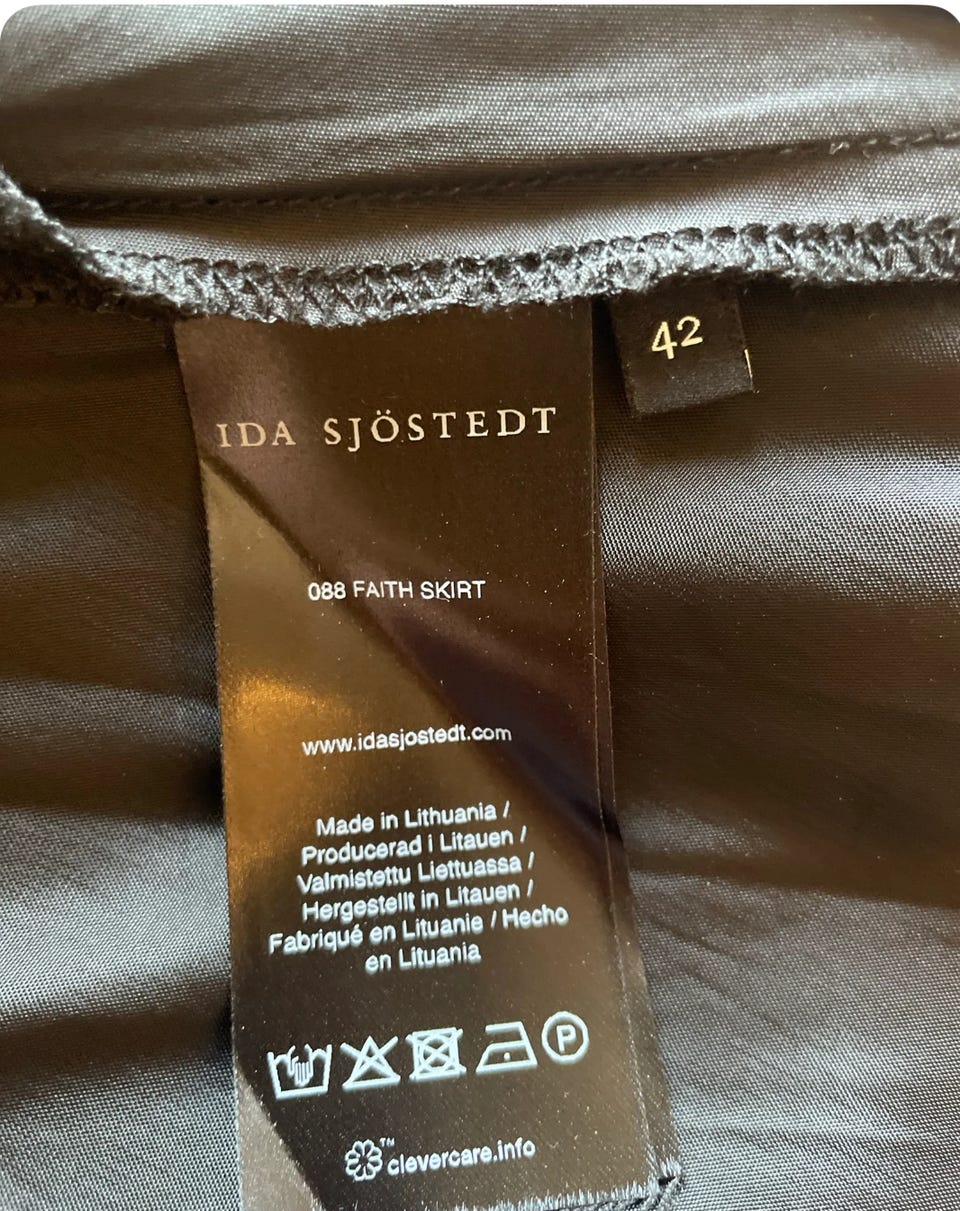 42
IDA SJÖSTEDT
088 FAITH SKIRT
www.idasjostedt.com
Made in Lithuania /
Producerad i Litauen /
Valmistettu Liettuassa /
Hergestellt in Litauen /
Fabriqué en Lituanie / Hecho
en Lituania
P
™ clevercare.info